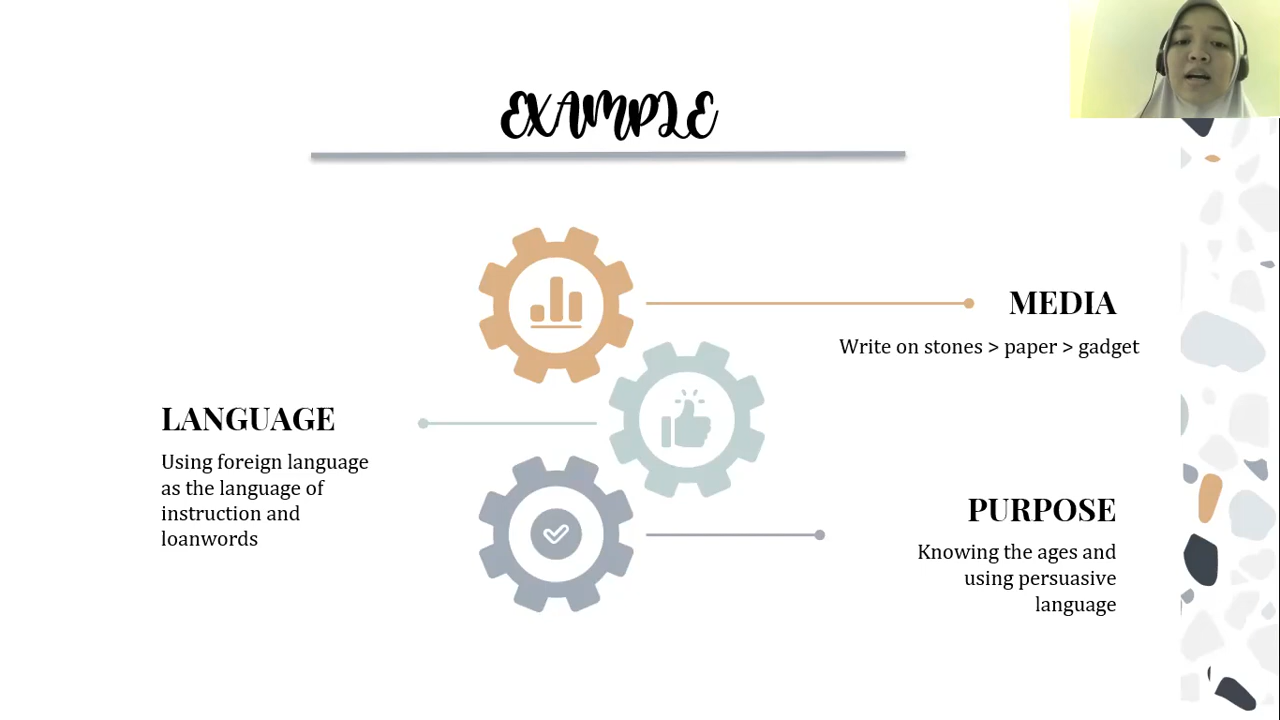 EXAMPLE
MEDIA
Write on stones > paper > gadget
LANGUAGE
Using foreign language
as the language of
instruction and
loanwords
PURPOSE
Knowing the ages and
using persuasive
language